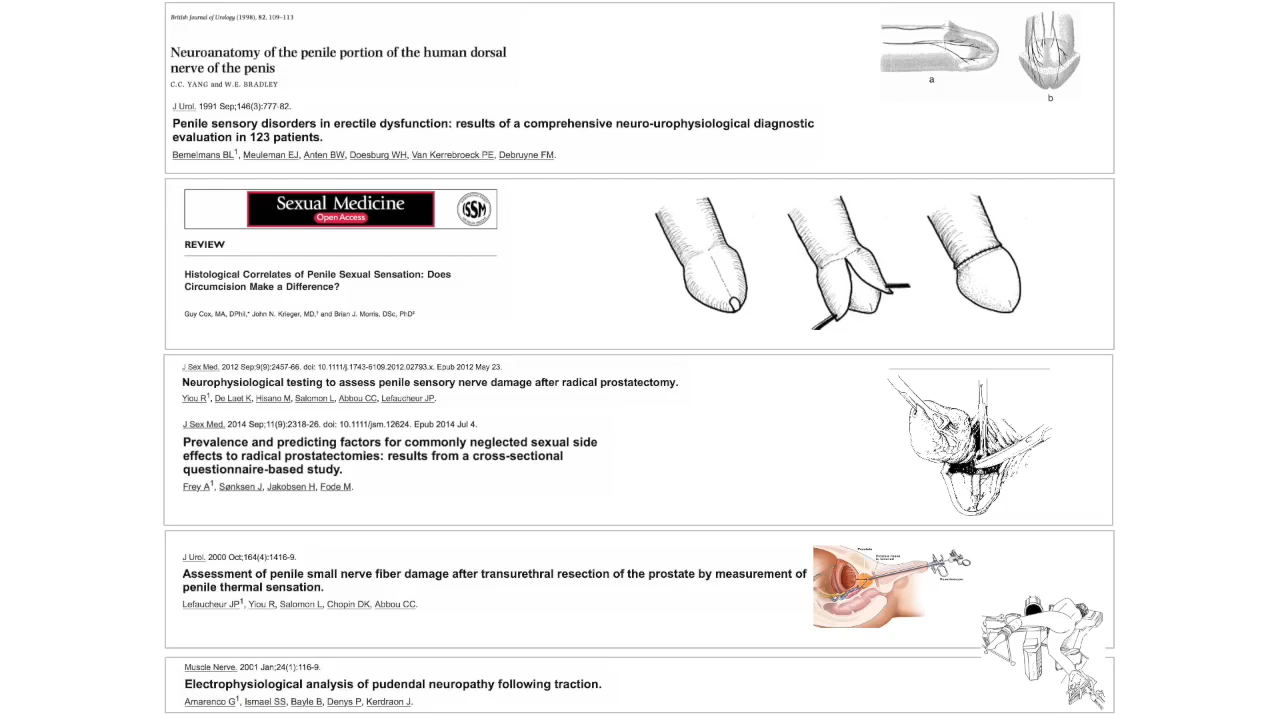 British Journal of Urology (1998), 82, 109–113
Neuroanatomy of the penile portion of the human dorsal
nerve of the penis
C.C. YANG and W.E. BRADLEY
a
b
J Urol. 1991 Sep;146(3):777-82.
Penile sensory disorders in erectile dysfunction: results of a comprehensive neuro-urophysiological diagnostic
evaluation in 123 patients.
Bemelmans BL1, Meuleman EJ, Anten BW, Doesburg WH, Van Kerrebroeck PE, Debruyne FM.
Sexual Medicine
Open Access
ISSM
REVIEW
Histological Correlates of Penile Sexual Sensation: Does
Circumcision Make a Difference?
Guy Cox, MA, DPhil,* John N. Krieger, MD,† and Brian J. Morris, DSc, PhD‡
J Sex Med. 2012 Sep;9(9):2457-66. doi: 10.1111/j.1743-6109.2012.02793.x. Epub 2012 May 23.
Neurophysiological testing to assess penile sensory nerve damage after radical prostatectomy.
Yiou R1, De Laet K, Hisano M, Salomon L, Abbou CC, Lefaucheur JP.
J Sex Med. 2014 Sep;11(9):2318-26. doi: 10.1111/jsm.12624. Epub 2014 Jul 4.
Prevalence and predicting factors for commonly neglected sexual side
effects to radical prostatectomies: results from a cross-sectional
questionnaire-based study.
Frey A1, Sønksen J, Jakobsen H, Fode M.
J Urol. 2000 Oct;164(4):1416-9.
Assessment of penile small nerve fiber damage after transurethral resection of the prostate by measurement of
penile thermal sensation.
Lefaucheur JP1, Yiou R, Salomon L, Chopin DK, Abbou CC.
Prostate
Muscle Nerve. 2001 Jan;24(1):116-9.
Electrophysiological analysis of pudendal neuropathy following traction.
Amarenco G1, Ismael SS, Bayle B, Denys P, Kerdraon J.